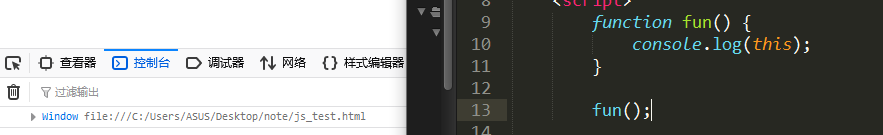 查看器 控制台 调试器 网络 {} 样式编辑器
过滤输出
Window file:///C:/Users/ASUS/Desktop/note/js_test.html
8 <script>
9 function fun() {
10 console.log(this);
11 }
12
13 fun();
14